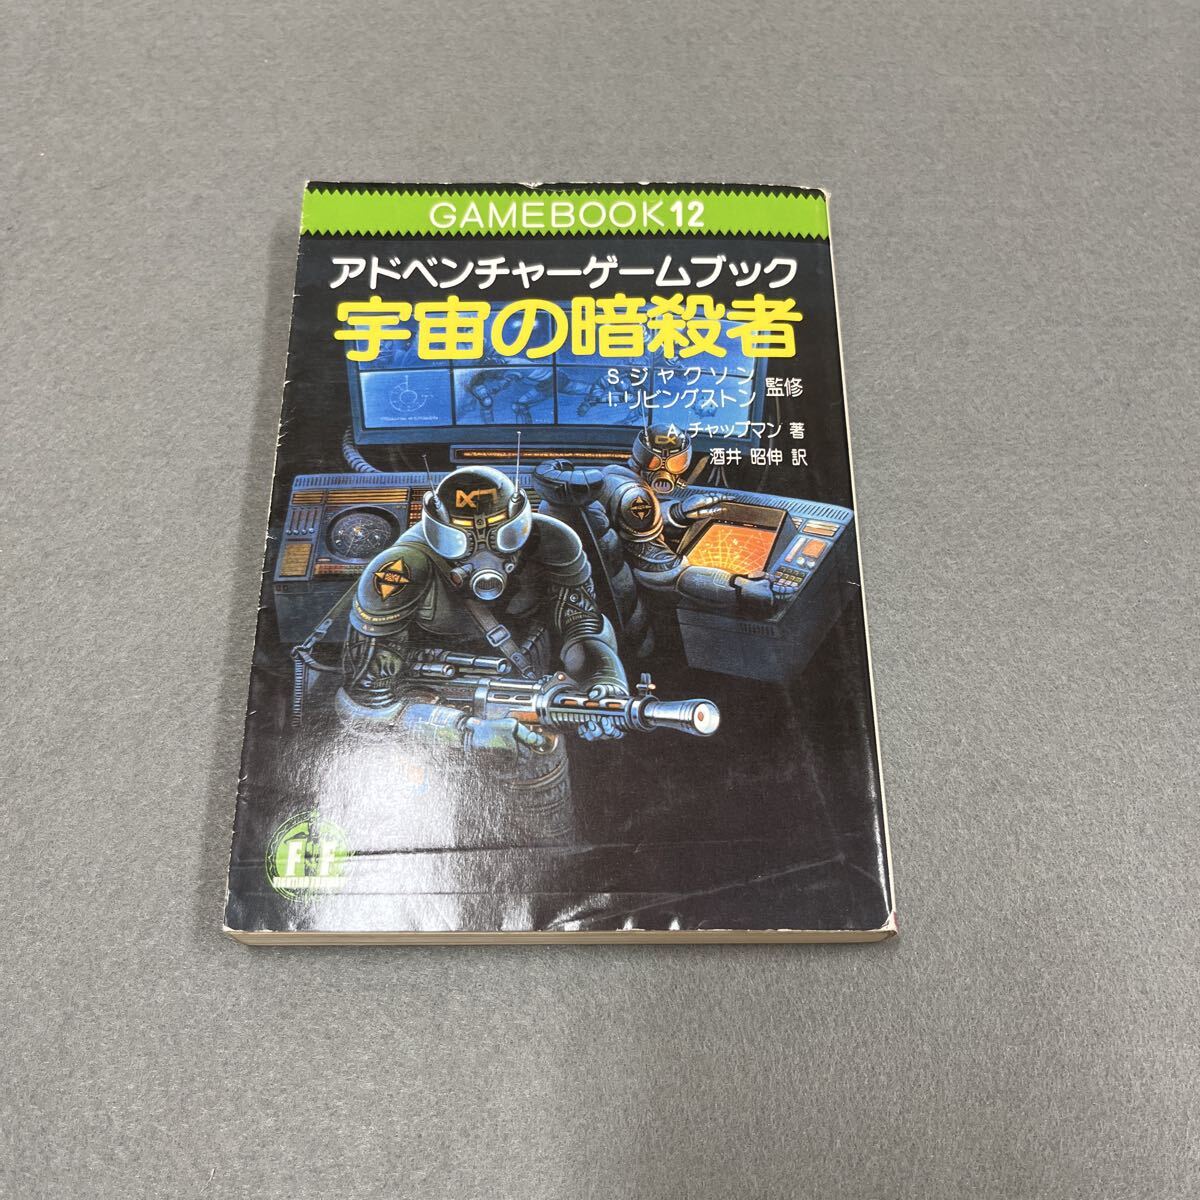 GAMEBOOK12
アドベンチャーゲームブック
宇宙の暗殺者
S.ジャクソン
I.リビングストン
監修
A.チャップマン 著
酒井 昭伸 訳
FF